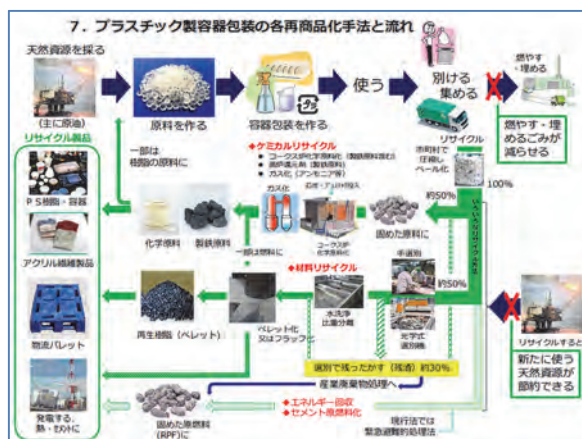 7. プラスチック製容器包装の各再商品化手法と流れ
天然資源を採る
(主に原油)
原料を作る
容器包装を作る
使う
別ける
集める
燃やす
・埋める
燃やす・埋
めるごみが
減らせる
リサイクル
市町村で
圧縮し
ベール化
100%
リサイクル製品
一部は
樹脂の原料に
◆ケミカルリサイクル
● コークス炉化学原料化(製鉄原料含む)
● 高炉還元剤(製鉄原料)
● ガス化(アンモニア等)
ガス化
約50%
PS樹脂・容器
化学原料
製鉄原料
コークス炉
化学原料化
固めた原料に
一部は燃料に
アクリル繊維製品
◆材料リサイクル
手選別
約50%
物流パレット
再生樹脂(ペレット)
ペレット化
又はフラッフ化
水洗浄
比重分離
光学式
選別機
リサイクルすると
新たに使う
天然資源が
節約できる
選別で残ったかす(残渣)約30%
産業廃棄物処理へ
発電する、
熱・セメントに
固めた原燃料
(RPF)に
◆エネルギー回収
◆セメント原燃料化
現行法では
緊急避難的処理法